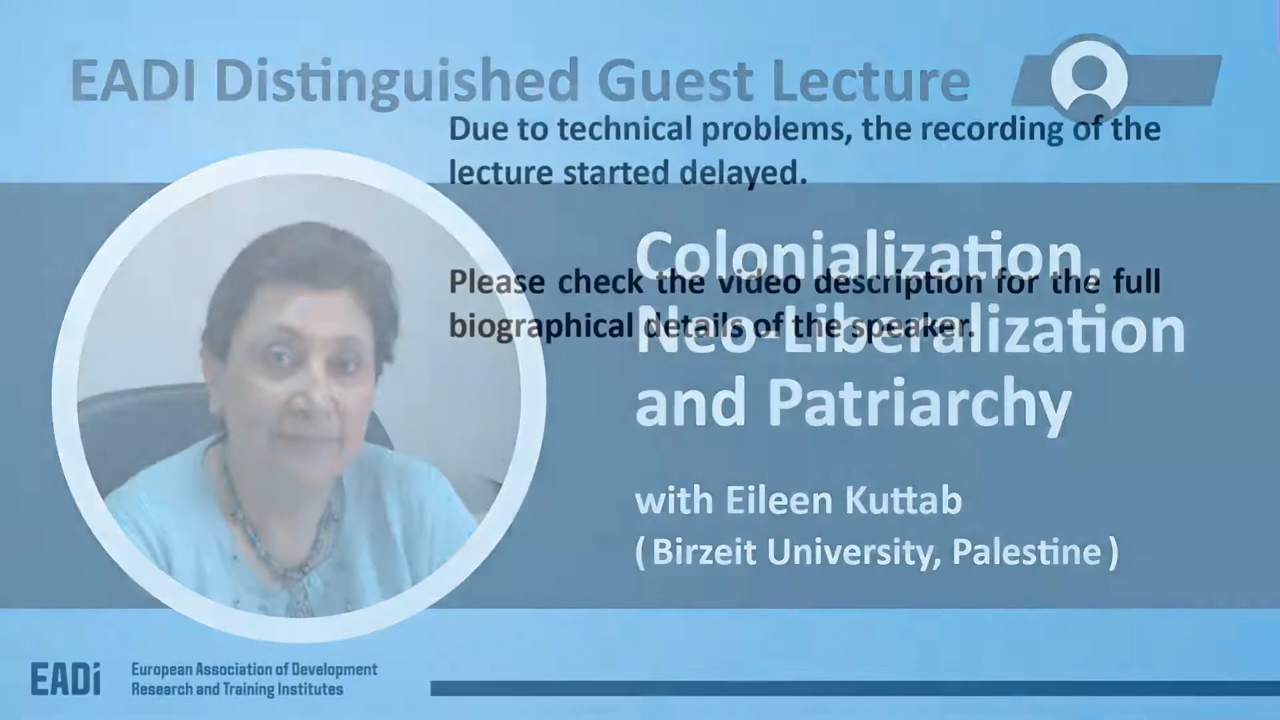 EADI Distinguished Guest Lecture
Due to technical problems, the recording of the
lecture started delayed.
Please check the video description for the full
biographical details of the speaker.
Colonialization,
Neo-Liberalization
and Patriarchy
with Eileen Kuttab
(Birzeit University, Palestine)
EADi
European Association of Development
Research and Training Institutes